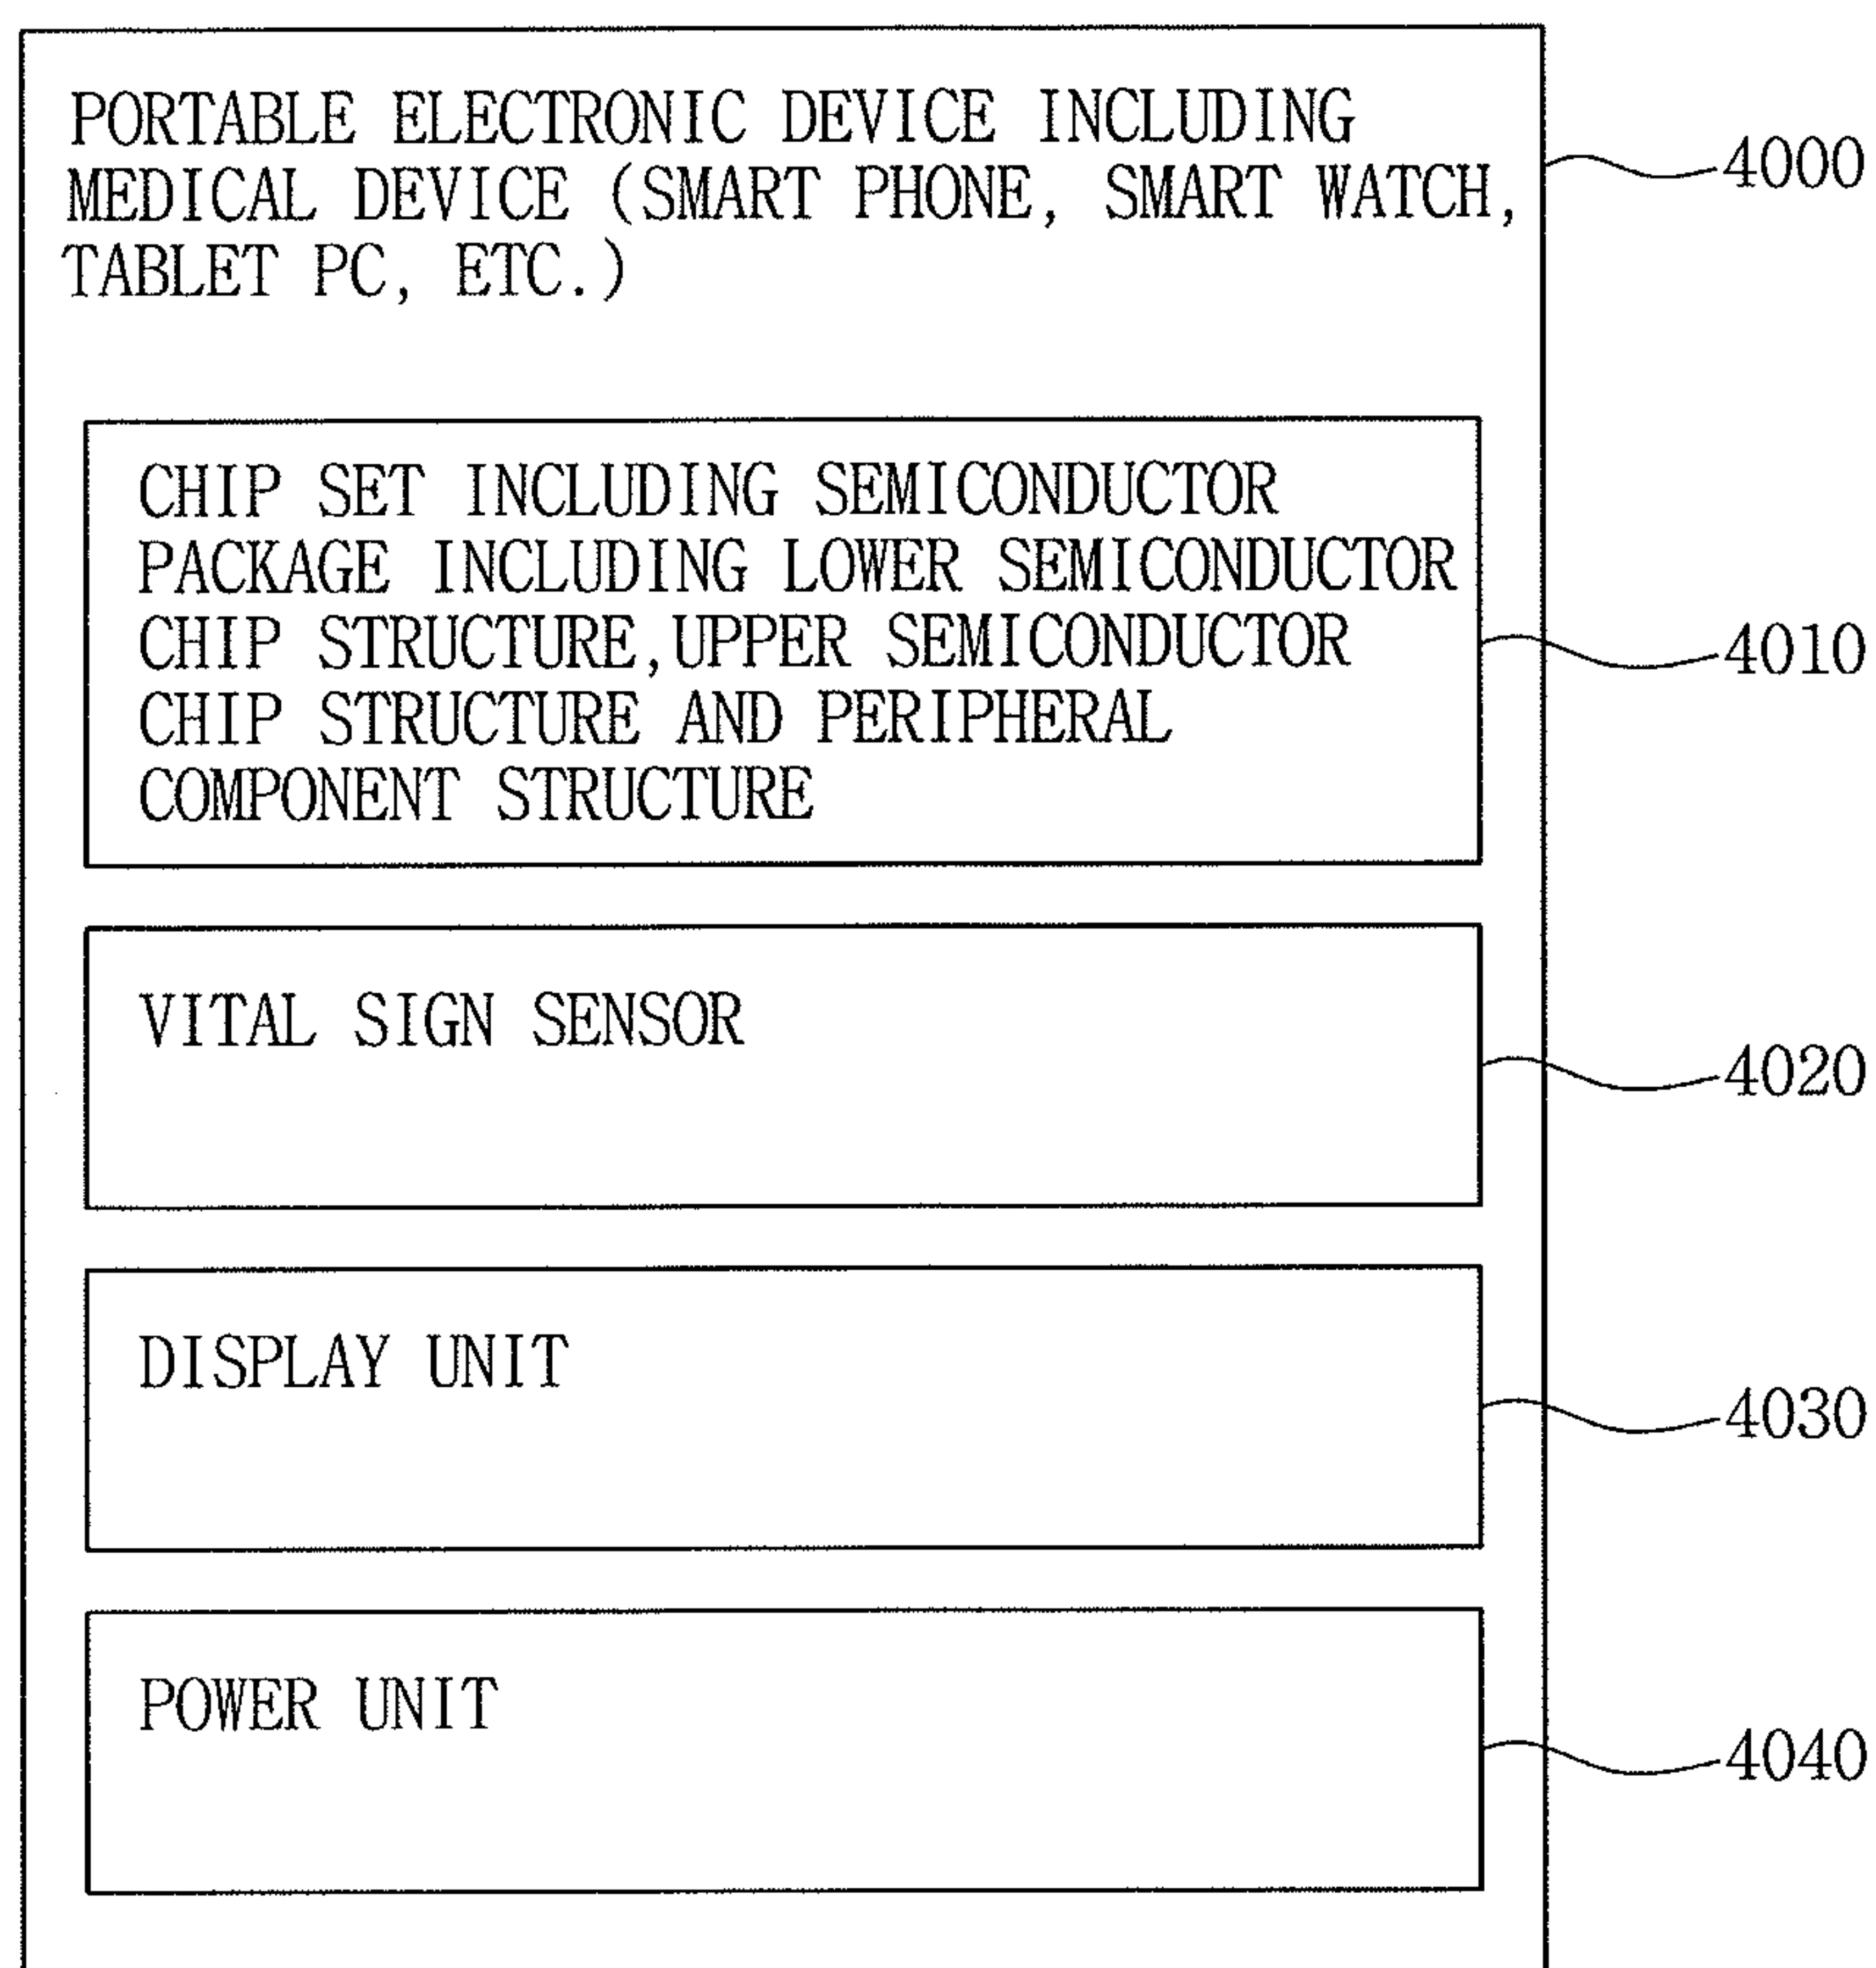 PORTABLE ELECTRONIC DEVICE INCLUDING
MEDICAL DEVICE (SMART PHONE, SMART WATCH,
TABLET PC, ETC.)
4000
CHIP SET INCLUDING SEMICONDUCTOR
PACKAGE INCLUDING LOWER SEMICONDUCTOR
CHIP STRUCTURE,UPPER SEMICONDUCTOR
CHIP STRUCTURE AND PERIPHERAL
COMPONENT STRUCTURE
4010
VITAL SIGN SENSOR
4020
DISPLAY UNIT
4030
POWER UNIT
4040